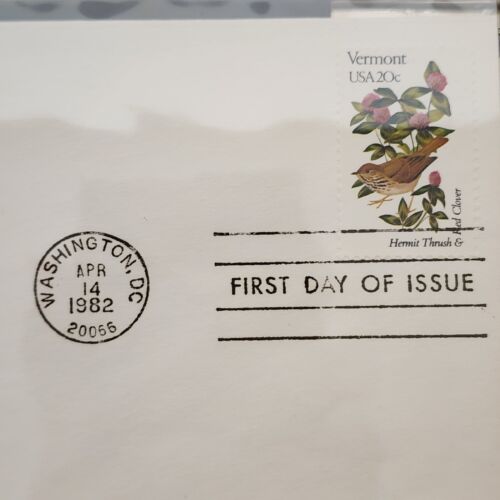 Vermont
USA 20c
Hermit Thrush &
Red Clover
WASHINGTON, DC
APR
14
1982
20066
FIRST DAY OF ISSUE